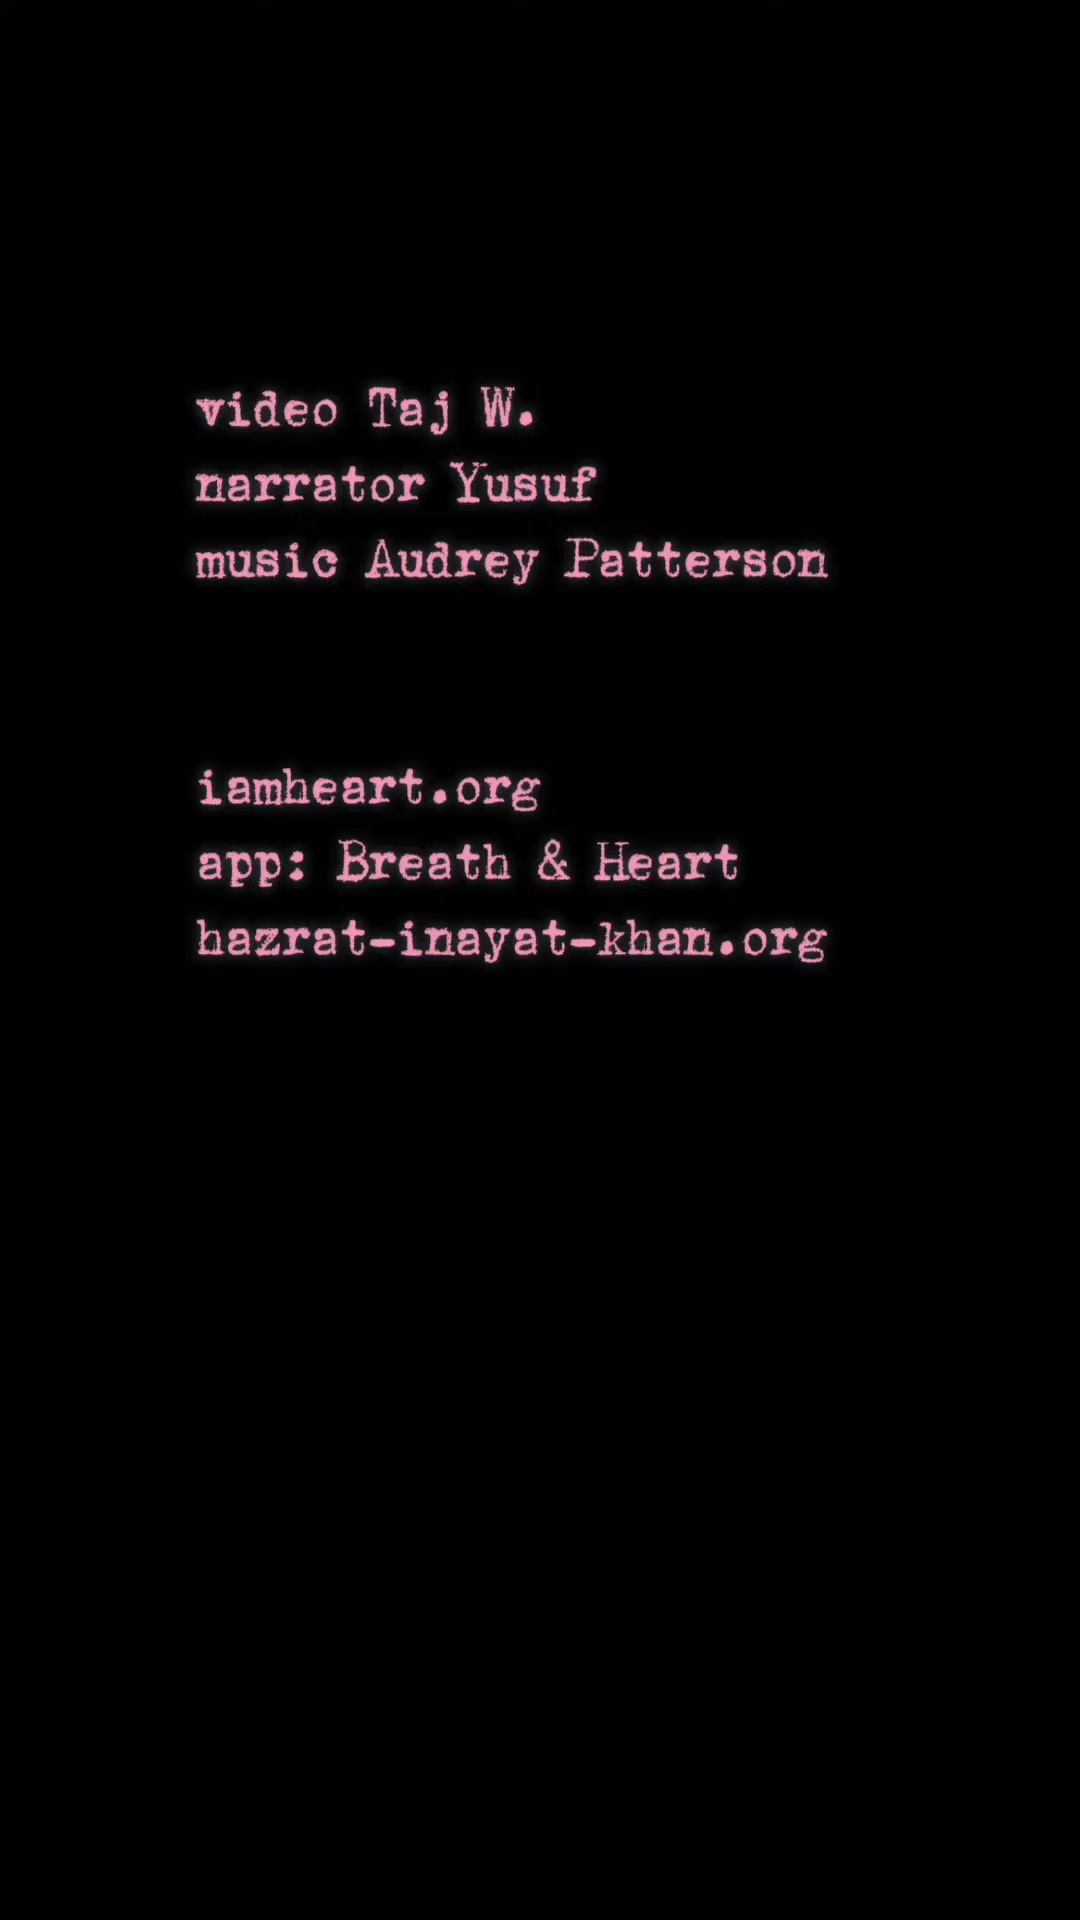 video Taj W.
narrator Yusuf
music Audrey Patterson
iamheart.org
app: Breath & Heart
hazrat-inayat-khan.org